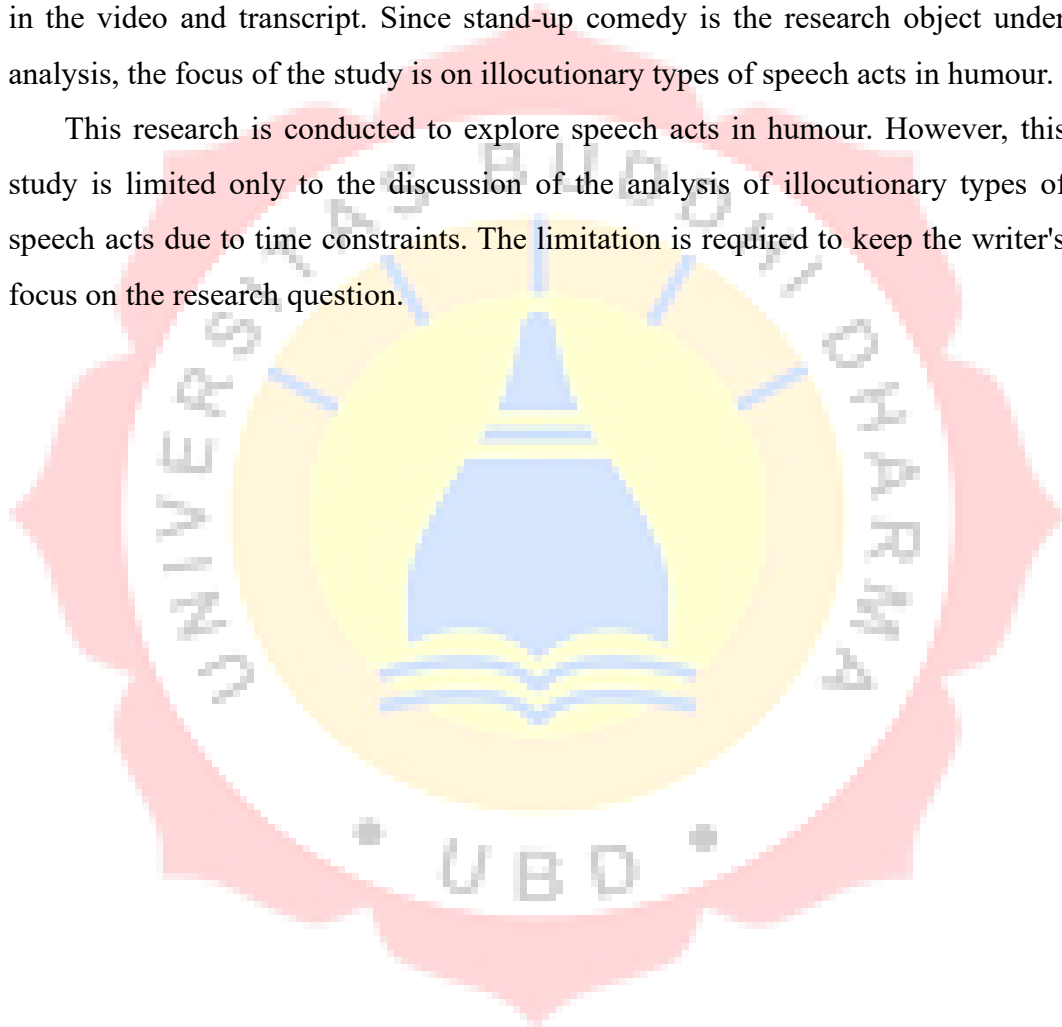 in the video and transcript. Since stand-up comedy is the research object under
analysis, the focus of the study is on illocutionary types of speech acts in humour.
This research is conducted to explore speech acts in humour. However, this
study is limited only to the discussion of the analysis of illocutionary types of
speech acts due to time constraints. The limitation is required to keep the writer's
focus on the research question.
UNIVERSITAS BUDDHI DHARMA
• UBD •